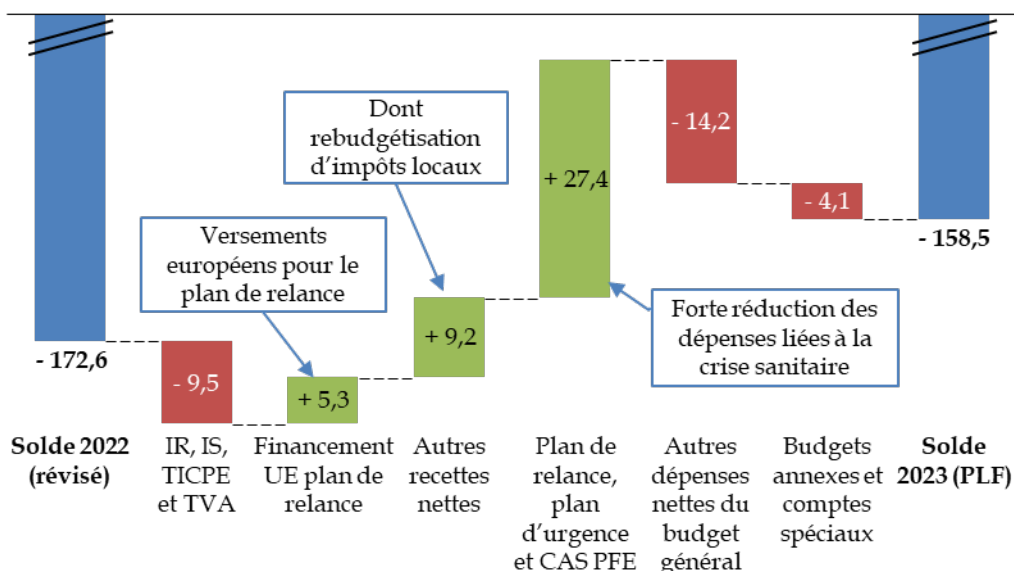 Dont
rebudgétisation
d’impôts locaux
Versements
européens pour le
plan de relance
Forte réduction des
dépenses liées à la
crise sanitaire
- 172,6
- 9,5
+ 5,3
+ 9,2
+ 27,4
- 14,2
- 4,1
- 158,5
Solde 2022
(révisé)
IR, IS,
TICPE
et TVA
Financement
UE plan de
relance
Autres
recettes
nettes
Plan de
relance,
plan
d’urgence
et CAS PFE
Autres
dépenses
nettes du
budget
général
Budgets
annexes et
comptes
spéciaux
Solde
2023 (PLF)